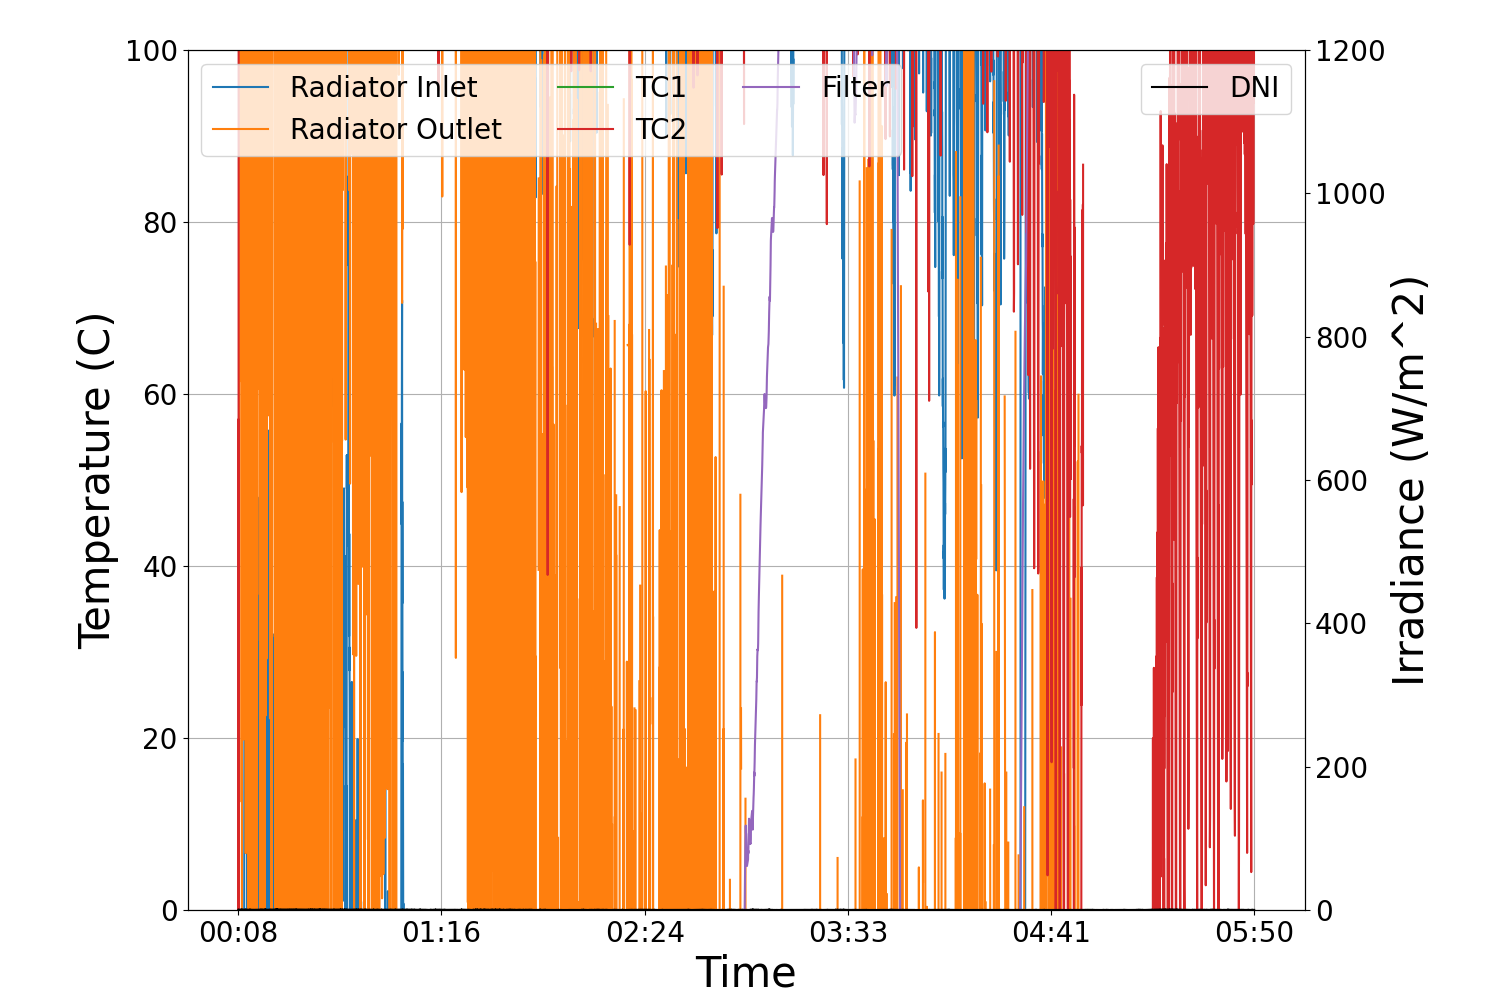 100
80
60
40
20
0
Temperature (C)
Radiator Inlet
Radiator Outlet
TC1
TC2
Filter
DNI
1200
1000
800
600
400
200
0
Irradiance (W/m^2)
00:08 01:16 02:24 03:33 04:41 05:50
Time